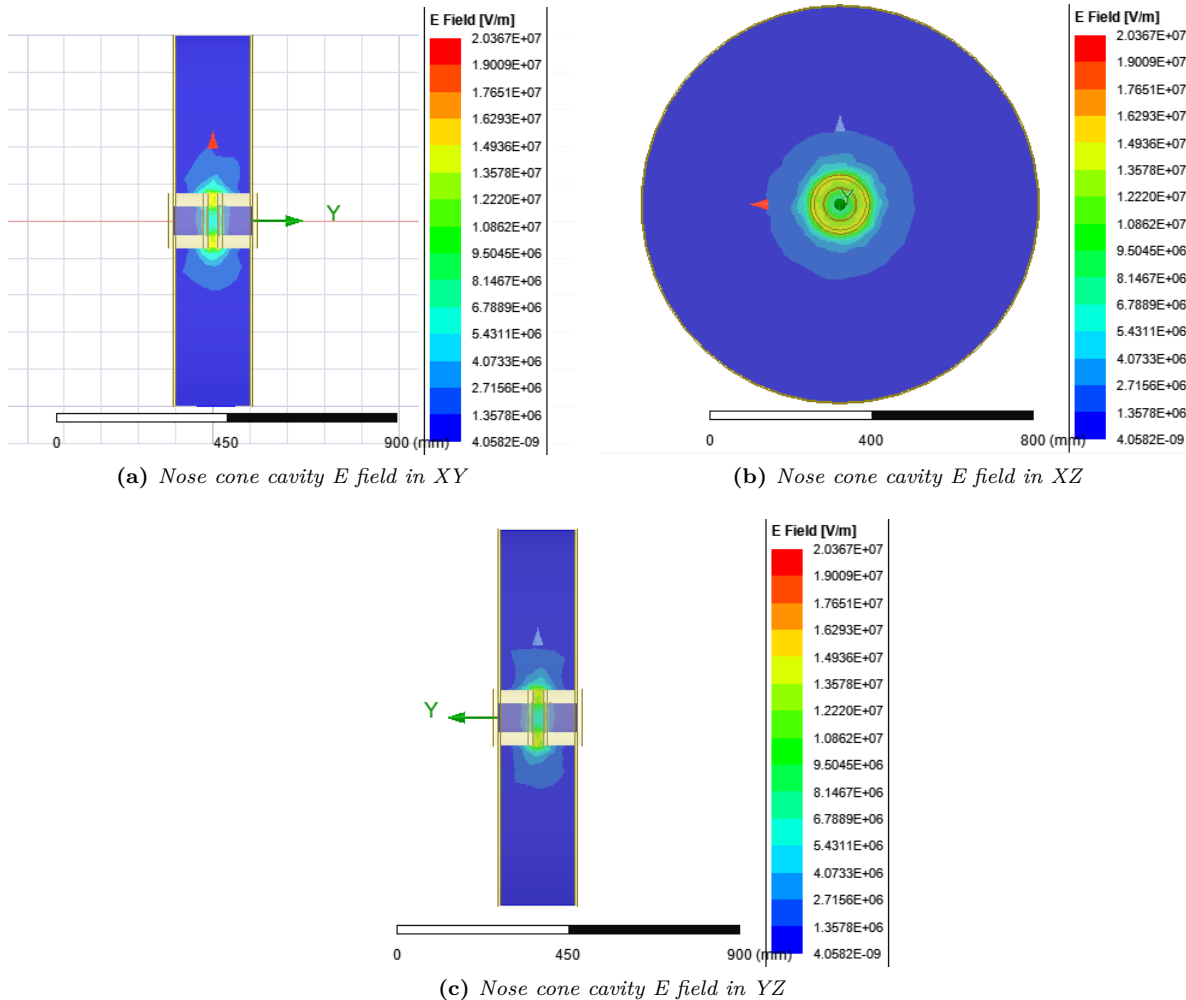 E Field [V/m]
2.0367E+07
1.9009E+07
1.7651E+07
1.6293E+07
1.4936E+07
1.3578E+07
1.2220E+07
1.0862E+07
9.5045E+06
8.1467E+06
6.7889E+06
5.4311E+06
4.0733E+06
2.7156E+06
1.3578E+06
4.0582E-09
Y
0 450 900 (mm)
(a) Nose cone cavity E field in XY
E Field [V/m]
2.0367E+07
1.9009E+07
1.7651E+07
1.6293E+07
1.4936E+07
1.3578E+07
1.2220E+07
1.0862E+07
9.5045E+06
8.1467E+06
6.7889E+06
5.4311E+06
4.0733E+06
2.7156E+06
1.3578E+06
4.0582E-09
Y
0 400 800 (mm)
(b) Nose cone cavity E field in XZ
E Field [V/m]
2.0367E+07
1.9009E+07
1.7651E+07
1.6293E+07
1.4936E+07
1.3578E+07
1.2220E+07
1.0862E+07
9.5045E+06
8.1467E+06
6.7889E+06
5.4311E+06
4.0733E+06
2.7156E+06
1.3578E+06
4.0582E-09
Y
0 450 900 (mm)
(c) Nose cone cavity E field in YZ